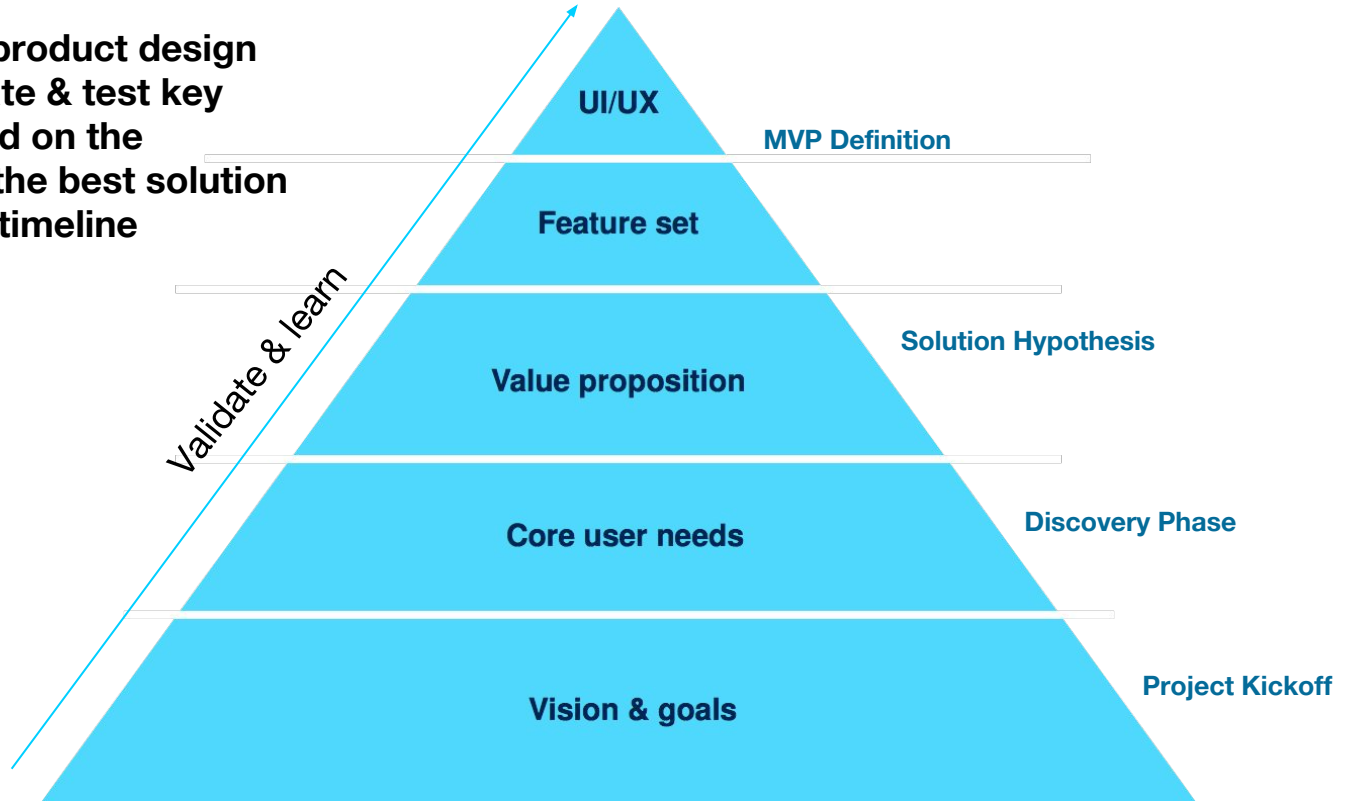 product design
te & test key
d on the
the best solution
timeline
UI/UX
MVP Definition
Feature set
Validate & learn
Solution Hypothesis
Value proposition
Discovery Phase
Core user needs
Project Kickoff
Vision & goals